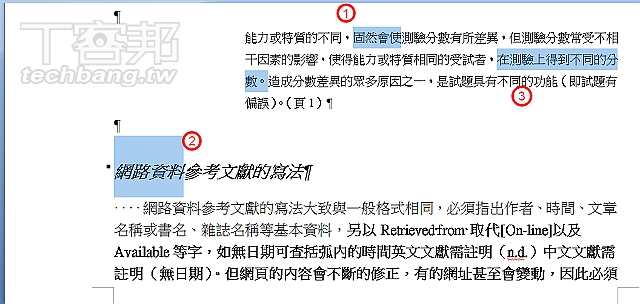 T客邦
techbang.com
①
能力或特質的不同，固然會使測驗分數有所差異，但測驗分數常受不相
干因素的影響，使得能力或特質相同的受試者，在測驗上得到不同的分
數。造成分數差異的眾多原因之一，是試題具有不同的功能（即試題有
③
偏誤）。（頁 1）
②
網路資料參考文獻的寫法
網路資料參考文獻的寫法大致與一般格式相同，必須指出作者、時間、文章
名稱或書名、雜誌名稱等基本資料，另以 Retrieved from 取代[On-line]以及
Available 等字，如無日期可查括弧內的時間英文文獻需註明（n.d.）中文文獻需
註明（無日期）。但網頁的內容會不斷的修正，有的網址甚至會變動，因此必須